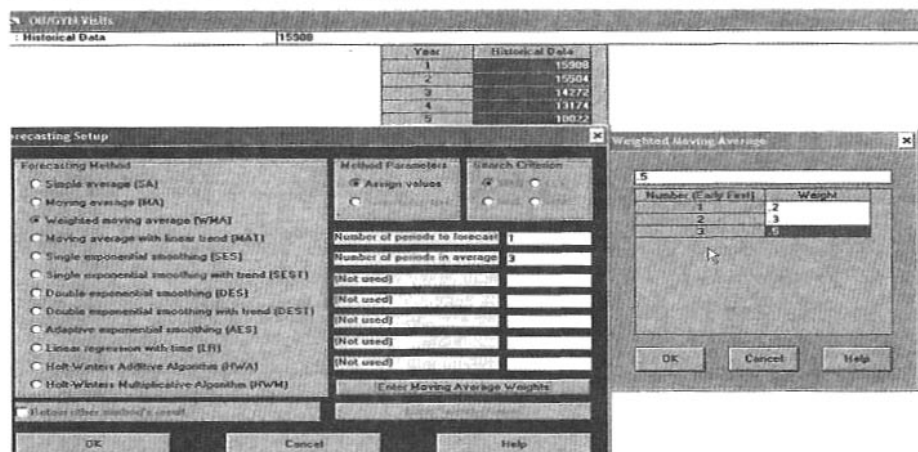 OB/GYN Visits
: Historical Data 15908
Year Historical Data
1 15908
2 15504
3 14272
4 13174
5 10022
orecasting Setup
Forecasting Method
Simple average (SA)
Moving average (MA)
Weighted moving average (WMA)
Moving average with linear trend (MAT)
Single exponential smoothing (SES)
Single exponential smoothing with trend (SEST)
Double exponential smoothing (DES)
Double exponential smoothing with trend (DEST)
Adaptive exponential smoothing (AES)
Linear regression with time (LR)
Holt-Winters Additive Algorithm (HWA)
Holt-Winters Multiplicative Algorithm (HWM)
Retain other method's result
Method Parameters
Assign values
Search Criterion
Number of periods to forecast 1
Number of periods in average 3
(Not used)
(Not used)
(Not used)
(Not used)
(Not used)
Enter Moving Average Weights
OK Cancel Help
Weighted Moving Average
.5
Number (Early First) Weight
1 .2
2 .3
3 .5
OK Cancel Help